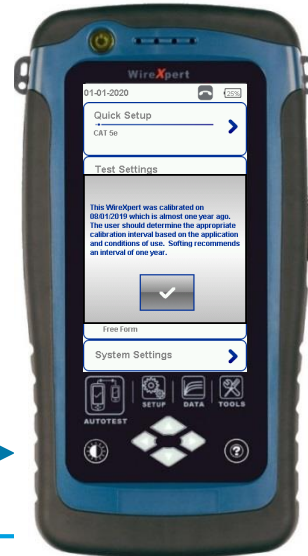 WireXpert
01-01-2020 25%
Quick Setup
CAT 5e
Test Settings
This WireXpert was calibrated on
08/01/2019 which is almost one year ago.
The user should determine the appropriate
calibration interval based on the application
and conditions of use. Softing recommends
an interval of one year.
Free Form
System Settings
AUTOTEST SETUP DATA TOOLS
?